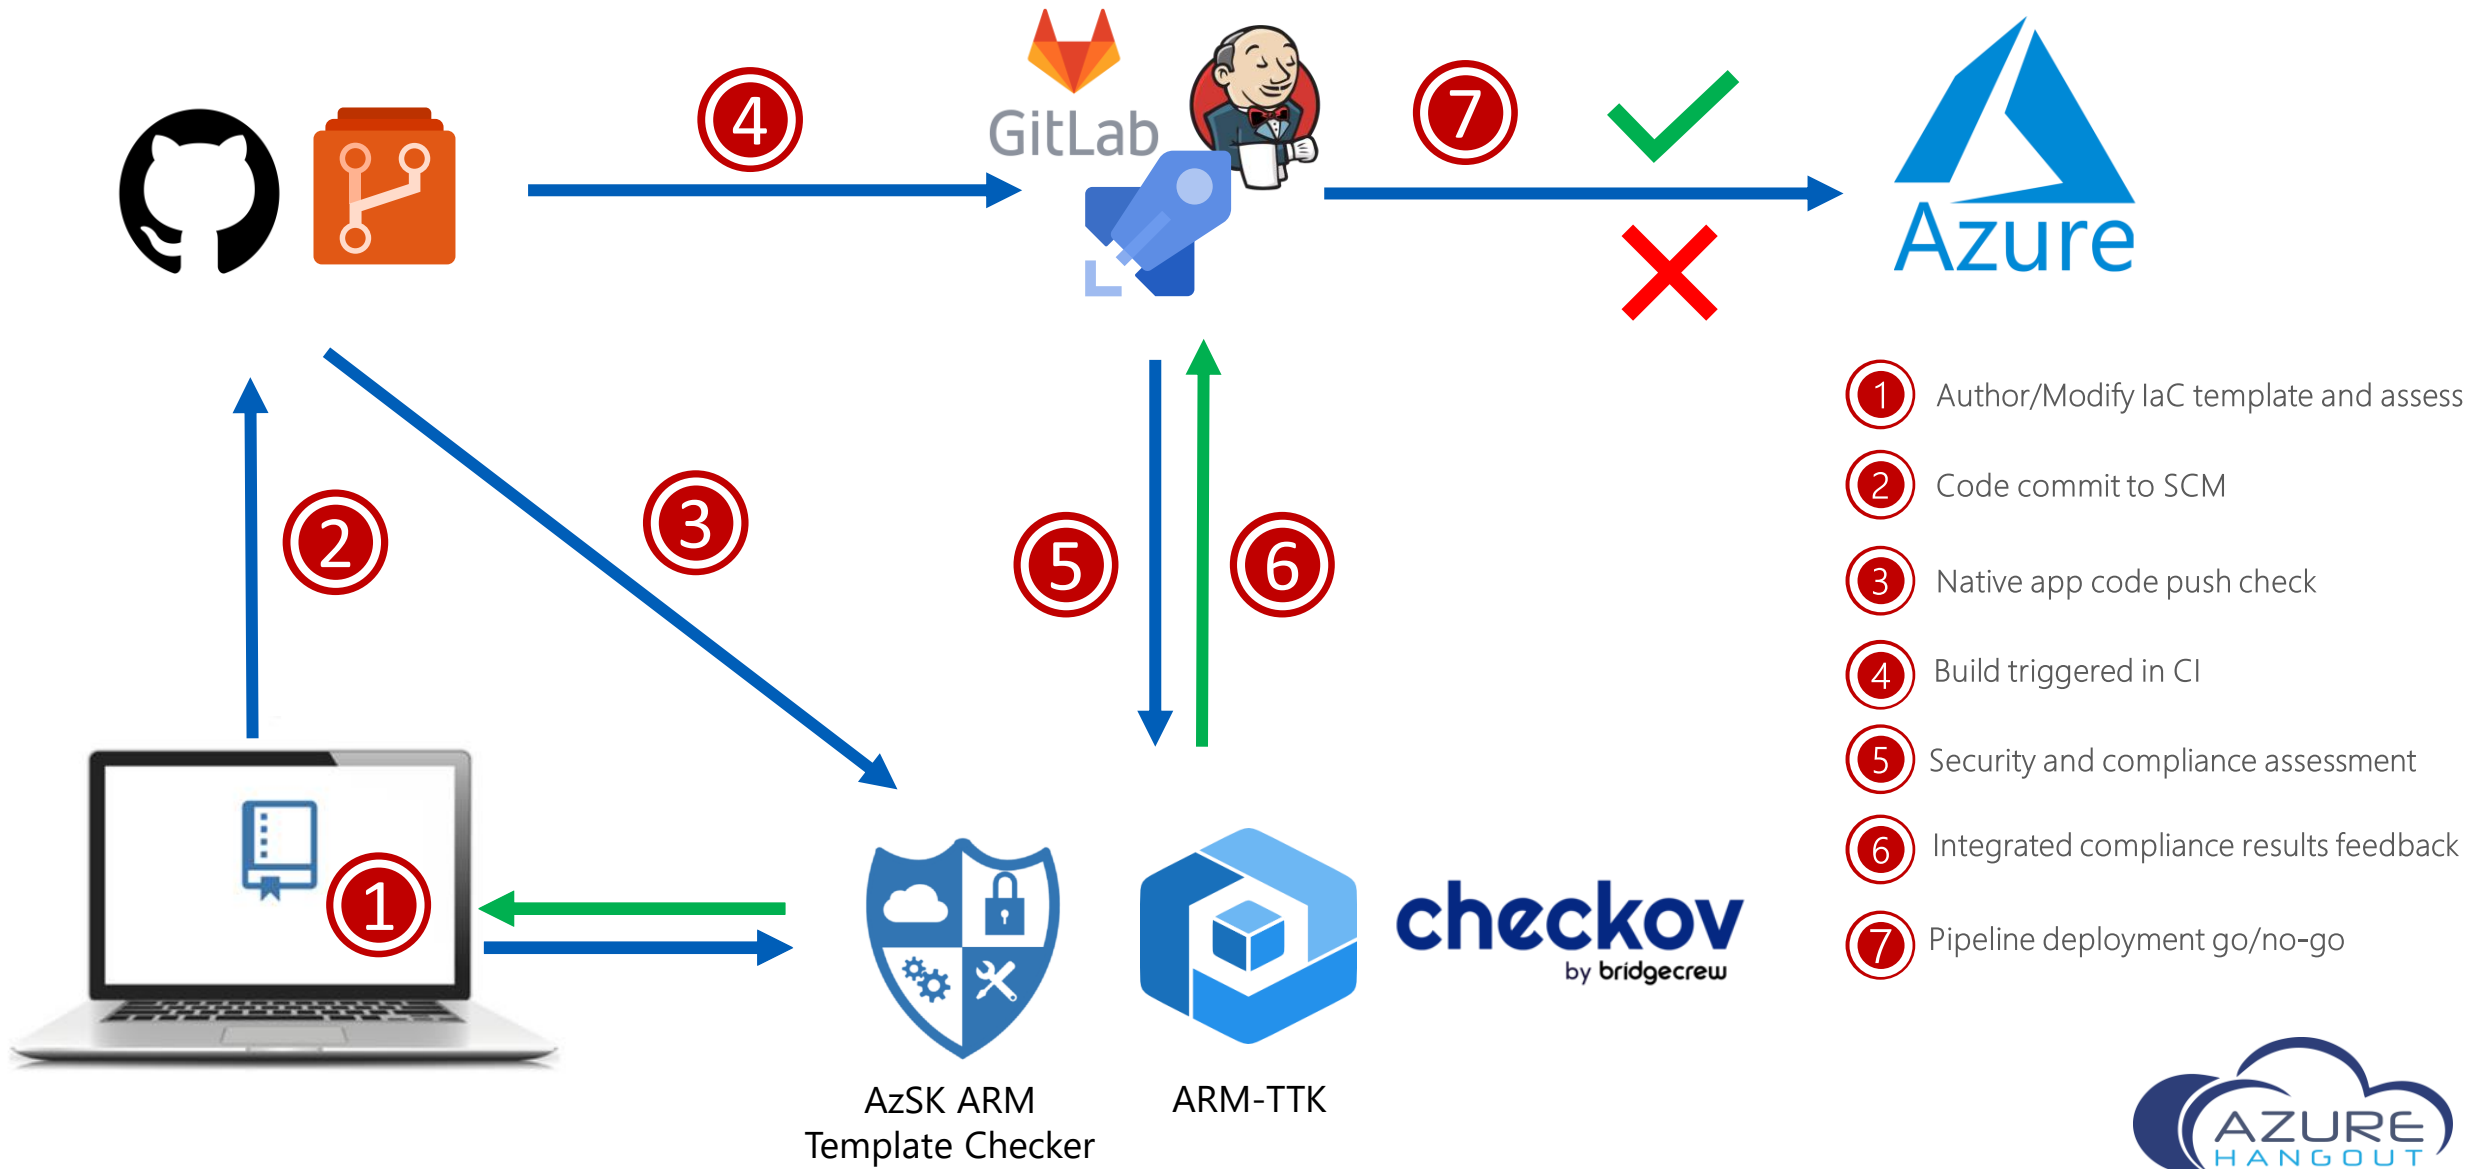 4
GitLab
7
Azure
2
3
5
6
1
1 Author/Modify IaC template and assess
2 Code commit to SCM
3 Native app code push check
4 Build triggered in CI
5 Security and compliance assessment
6 Integrated compliance results feedback
7 Pipeline deployment go/no-go
checkov
by bridgecrew
AzSK ARM
Template Checker
ARM-TTK
AZURE
HANGOUT